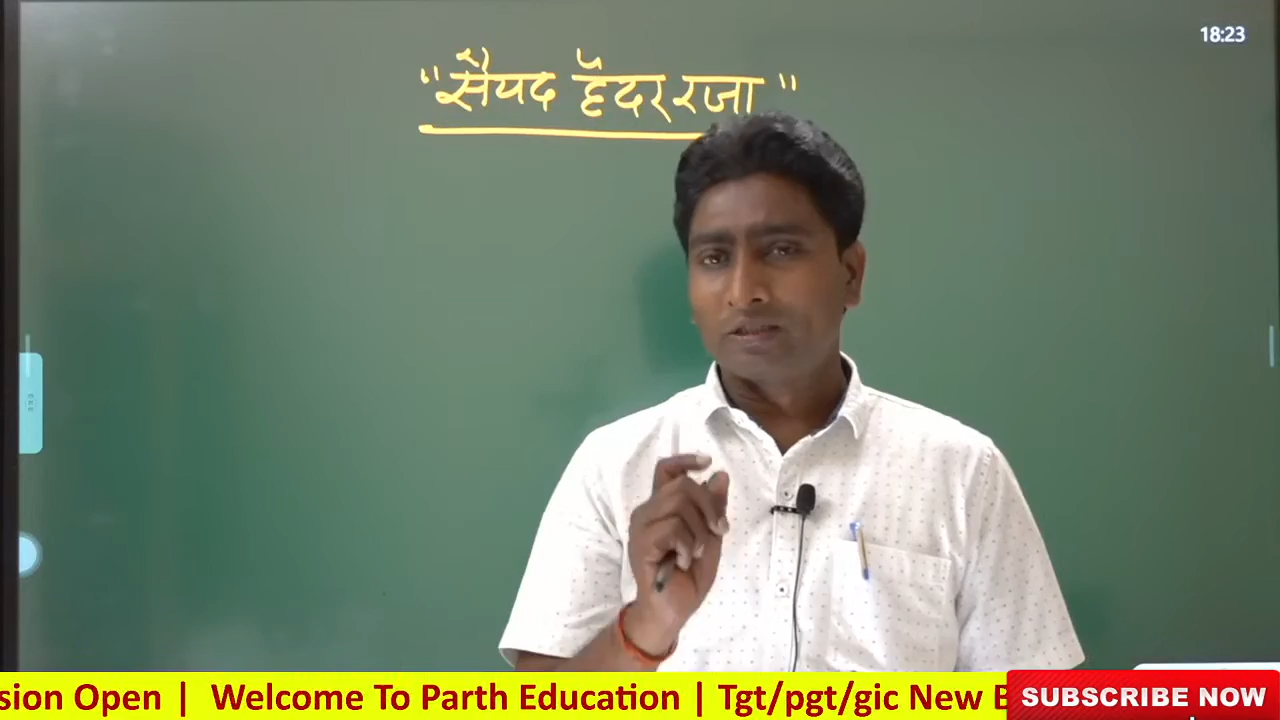 18:23
"सैयद हैदर रजा"
sion Open | Welcome To Parth Education | Tgt/pgt/gic New B
SUBSCRIBE NOW